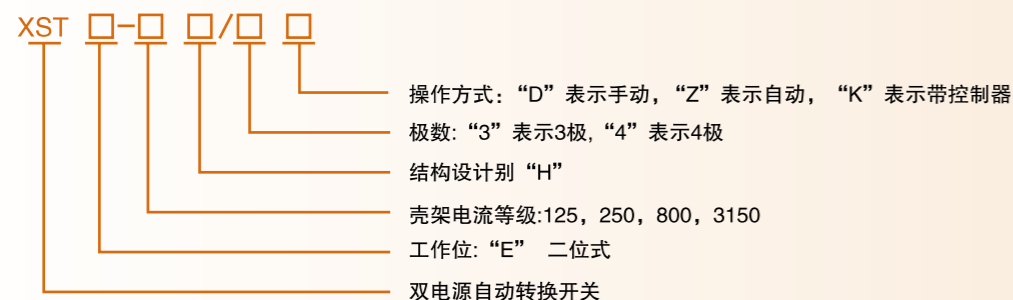 XST □-□ □/□ □
操作方式：“D”表示手动，“Z”表示自动， “K”表示带控制器
极数: “3”表示3极, “4”表示4极
结构设计别“H”
壳架电流等级:125，250，800，3150
工作位: “E” 二位式
双电源自动转换开关